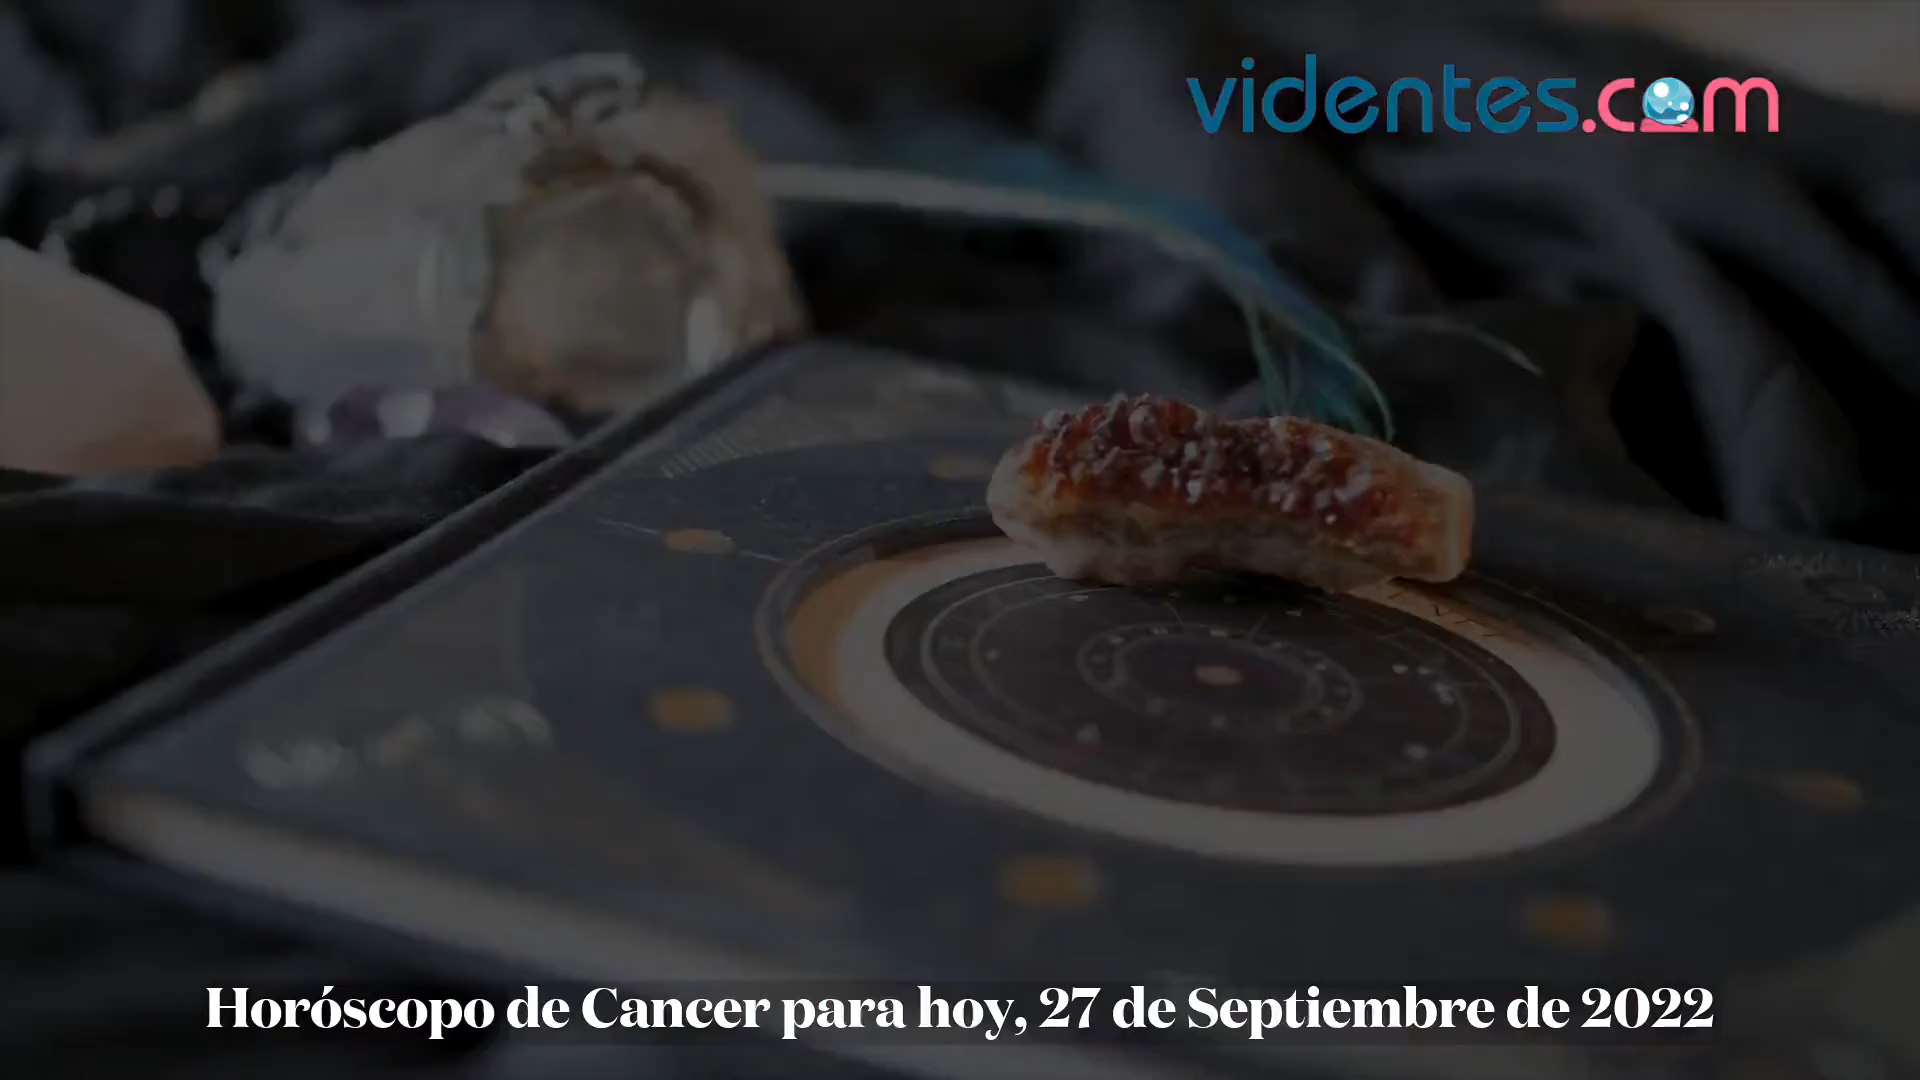 videntes.com
Horóscopo de Cancer para hoy, 27 de Septiembre de 2022